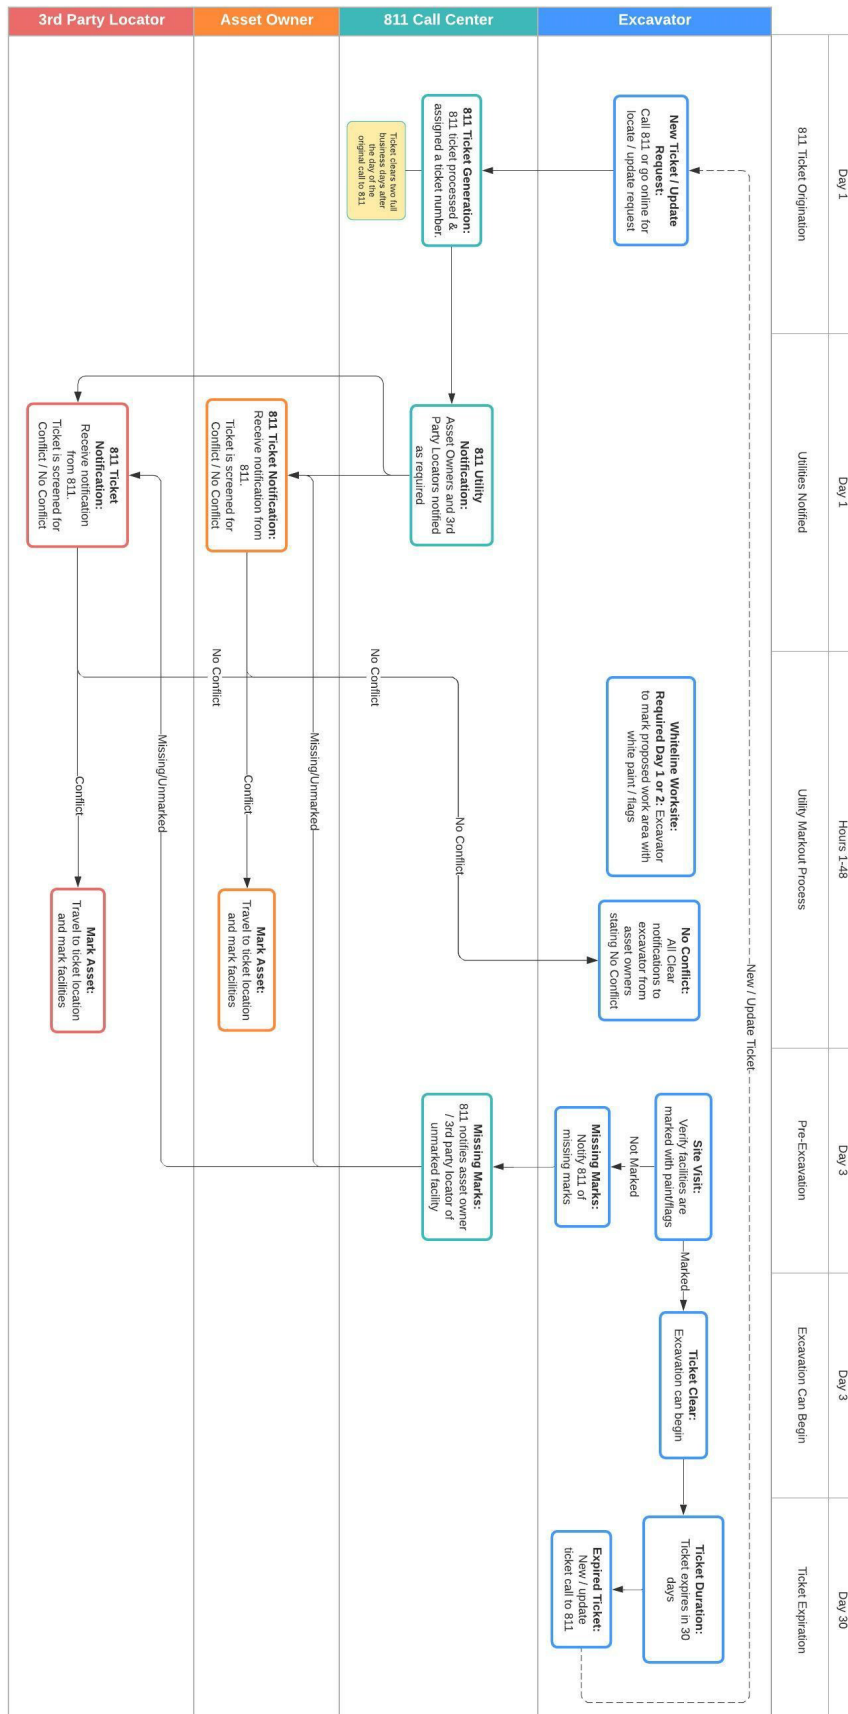 3rd Party Locator
Asset Owner
811 Call Center
Excavator
Day 1
811 Ticket Origination
Day 1
Utilities Notified
Hours 1-48
Utility Markout Process
Day 3
Pre-Excavation
Day 3
Excavation Can Begin
Day 30
Ticket Expiration
New Ticket / Update
Request:
Call 811 or go online for
locate / update request
811 Ticket Generation:
811 ticket processed &
assigned a ticket number.
Ticket clears two full
business days after
the day of the
original call to 811
811 Utility
Notification:
Asset Owners and 3rd
Party Locators notified
as required
811 Ticket Notification:
Receive notification from
811.
Ticket is screened for
Conflict / No Conflict
811 Ticket
Notification:
Receive notification
from 811.
Ticket is screened for
Conflict / No Conflict
No Conflict
No Conflict
No Conflict
Missing/Unmarked
Missing/Unmarked
Conflict
Conflict
Whiteline Worksite:
Required Day 1 or 2: Excavator
to mark proposed work area with
white paint / flags
No Conflict:
All Clear
notifications to
excavator from
asset owners
stating No Conflict
Mark Asset:
Travel to ticket location
and mark facilities
Mark Asset:
Travel to ticket location
and mark facilities
New / Update Ticket
Site Visit:
Verify facilities are
marked with paint/flags
Not Marked
Missing Marks:
Notify 811 of
missing marks
Missing Marks:
811 notifies asset owner
/ 3rd party locator of
unmarked facility
Marked
Ticket Clear:
Excavation can begin
Ticket Duration:
Ticket expires in 30
days
Expired Ticket:
New / update
ticket call to 811